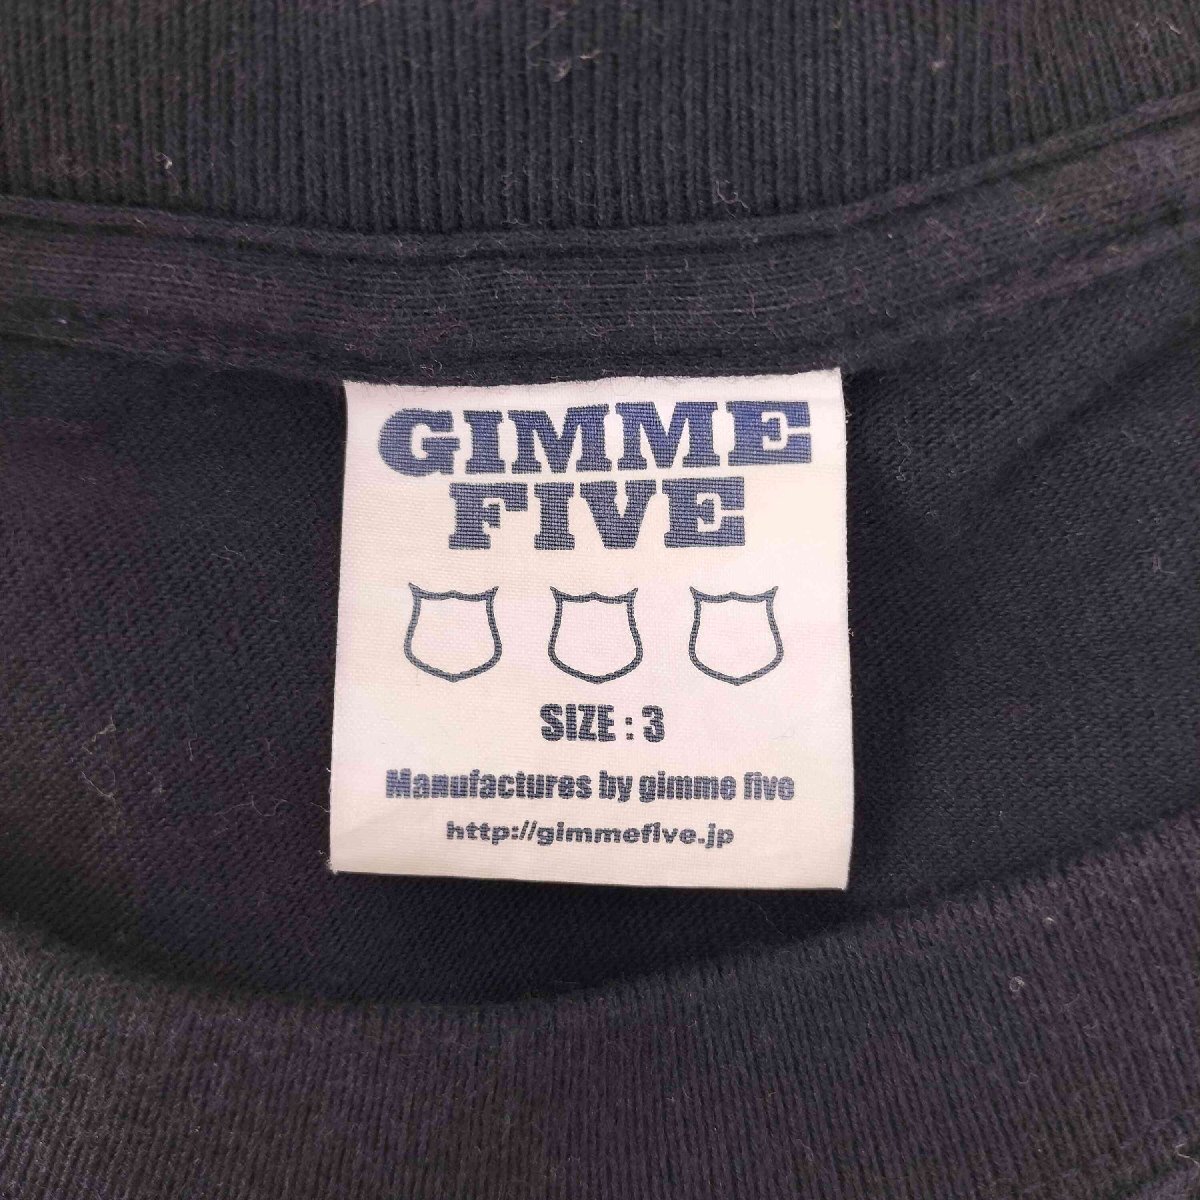 GIMME
FIVE
SIZE : 3
Manufactures by gimme five
http://gimmefive.jp